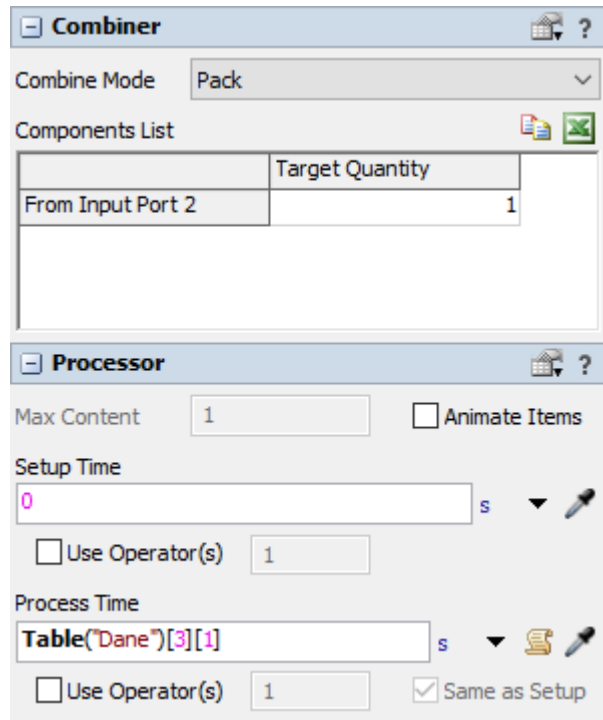 Combiner ?
Combine Mode Pack
Components List
Target Quantity
From Input Port 2 1
Processor ?
Max Content 1 Animate Items
Setup Time
0 s
Use Operator(s) 1
Process Time
Table("Dane")[3][1] s
Use Operator(s) 1 Same as Setup